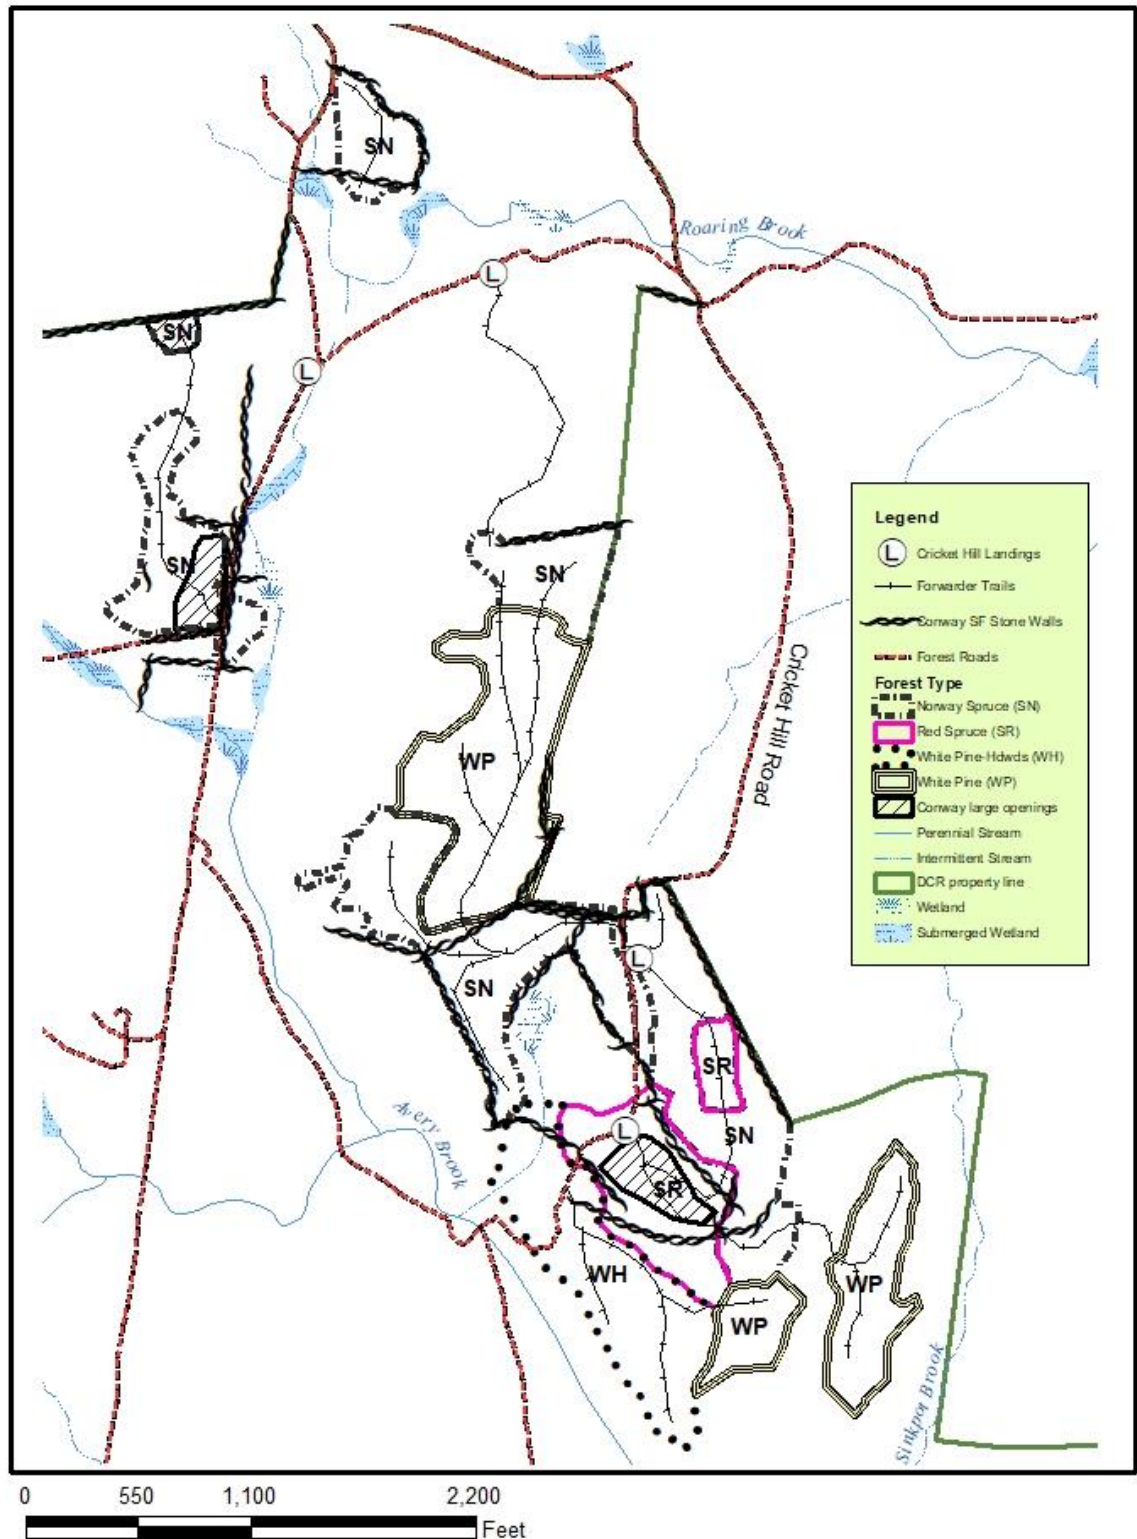 SN
Roaring Brook
L
SN
L
Legend
L Cricket Hill Landings
Forwarder Trails
Conway SF Stone Walls
Forest Roads
Forest Type
Norway Spruce (SN)
Red Spruce (SR)
White Pine-Hdwds (WH)
White Pine (WP)
Conway large openings
Perennial Stream
Intermittent Stream
DCR property line
Wetland
Submerged Wetland
SN
SN
Cricket Hill Road
WP
L
SN
SR
Avery Brook
L
SN
SR
WH
WP
WP
Sinkpot Brook
0 550 1,100 2,200
Feet